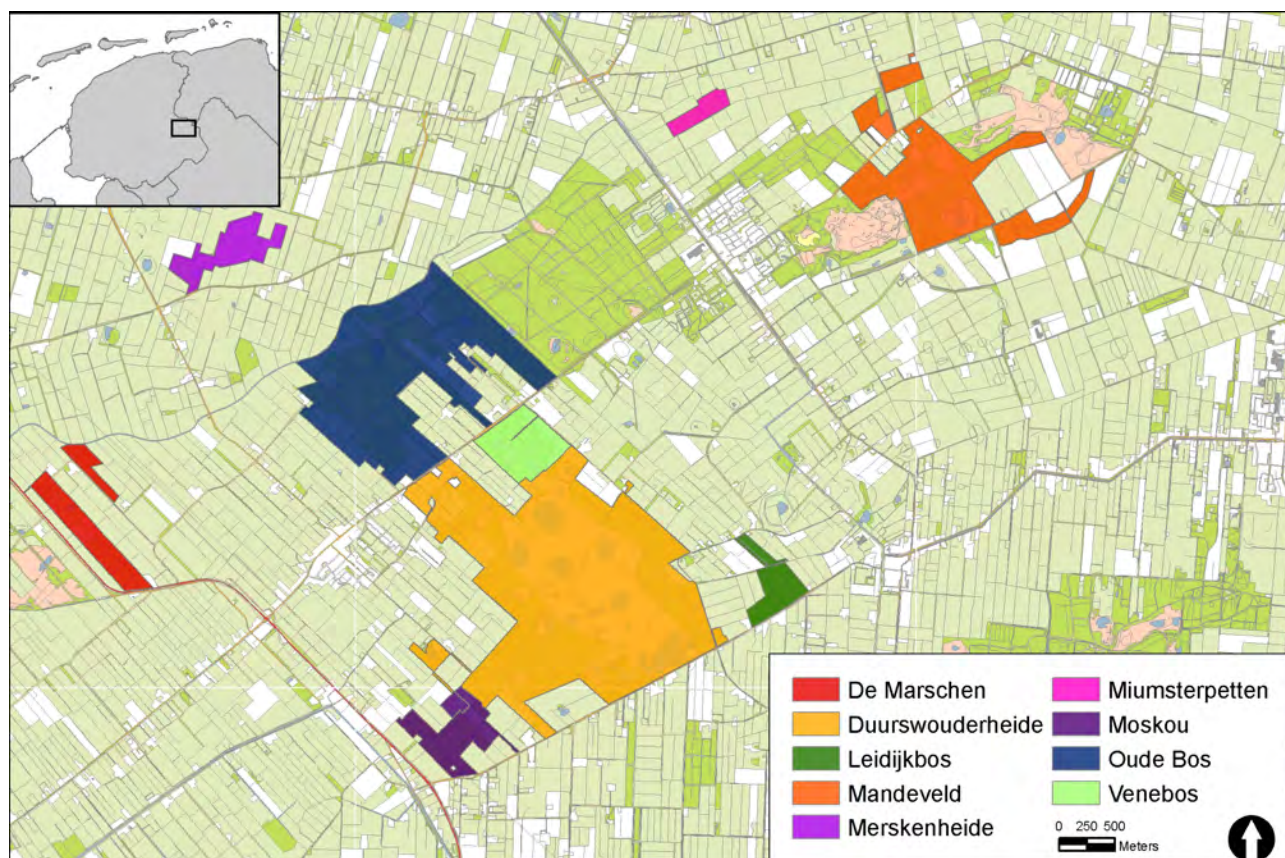 De Marschen
Duurswouderheide
Leidijkbos
Mandeveld
Merskenheide
Miumsterpetten
Moskou
Oude Bos
Venebos
0 250 500
Meters